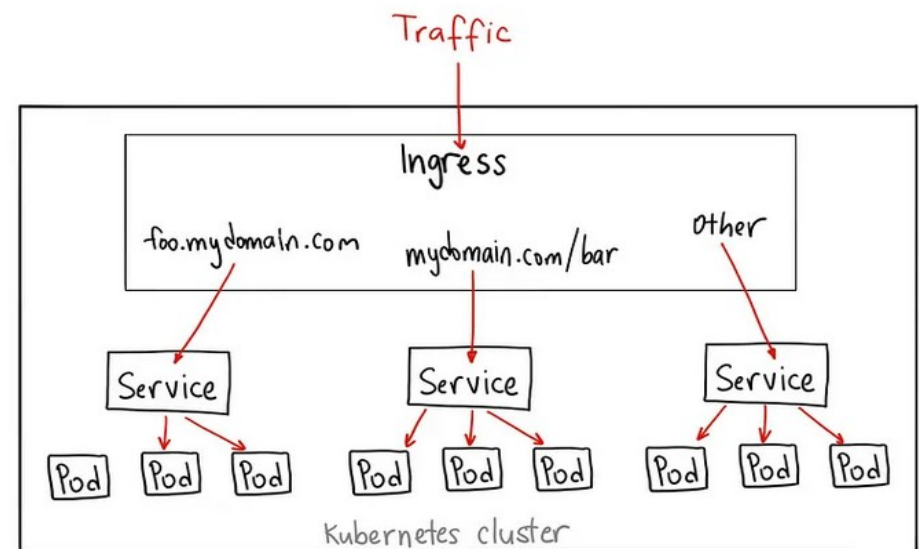 Traffic
Ingress
foo.mydomain.com
mydomain.com/bar
Other
Service
Service
Service
Pod
Pod
Pod
Pod
Pod
Pod
Pod
Pod
Pod
Kubernetes cluster